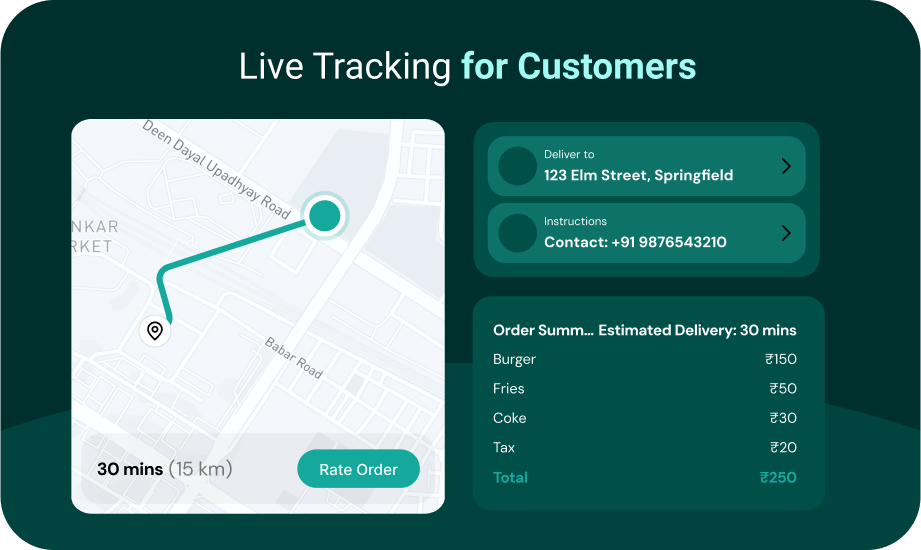 Live Tracking for Customers
Deen Dayal Upadhyay Road
NKAR
RKET
Babar Road
30 mins (15 km)
Rate Order
Deliver to
123 Elm Street, Springfield
Instructions
Contact: +91 9876543210
Order Summ... Estimated Delivery: 30 mins
Burger ₹150
Fries ₹50
Coke ₹30
Tax ₹20
Total ₹250